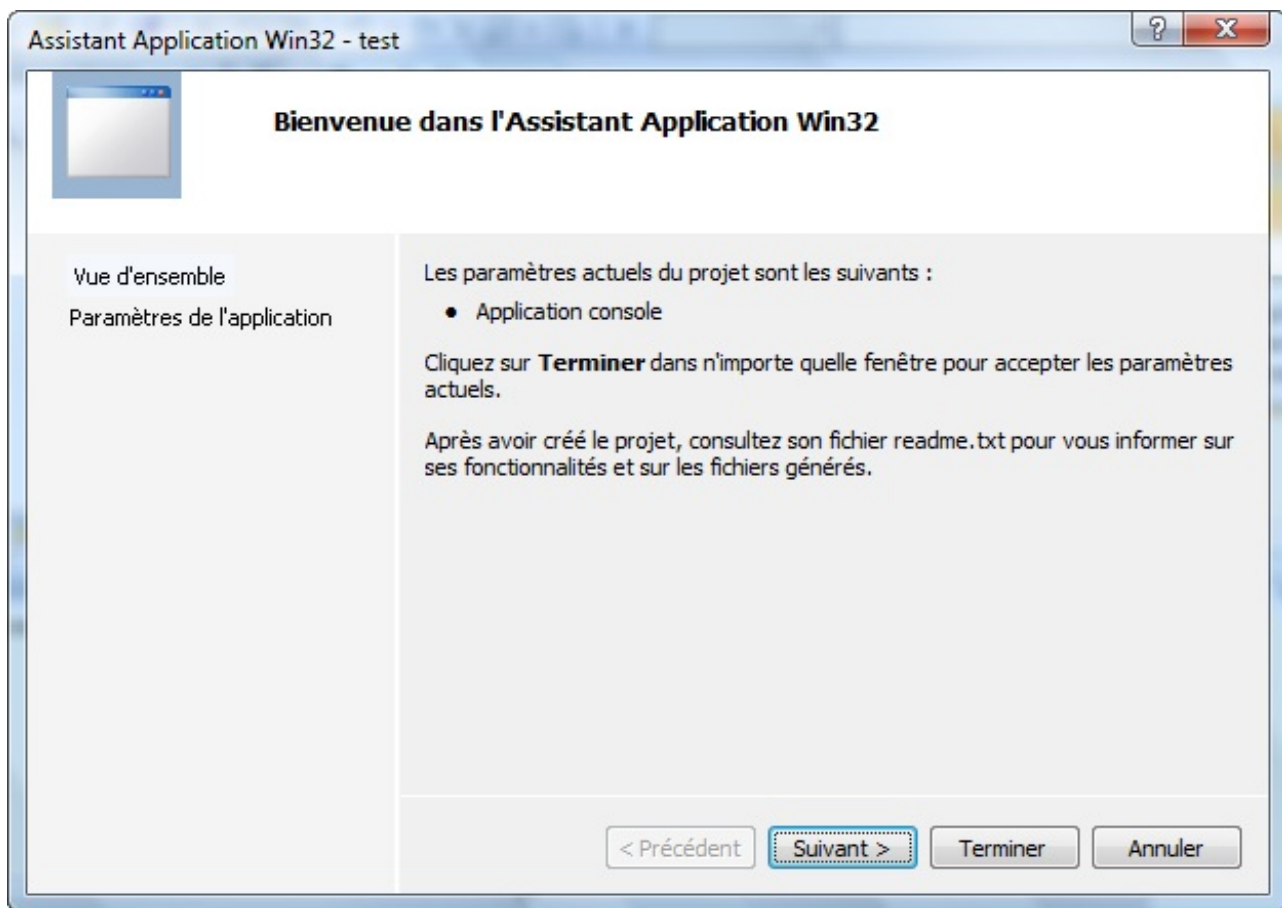 Assistant Application Win32 - test
Bienvenue dans l'Assistant Application Win32
Vue d'ensemble
Paramètres de l'application
Les paramètres actuels du projet sont les suivants :
• Application console
Cliquez sur Terminer dans n'importe quelle fenêtre pour accepter les paramètres
actuels.
Après avoir créé le projet, consultez son fichier readme.txt pour vous informer sur
ses fonctionnalités et sur les fichiers générés.
< Précédent
Suivant >
Terminer
Annuler